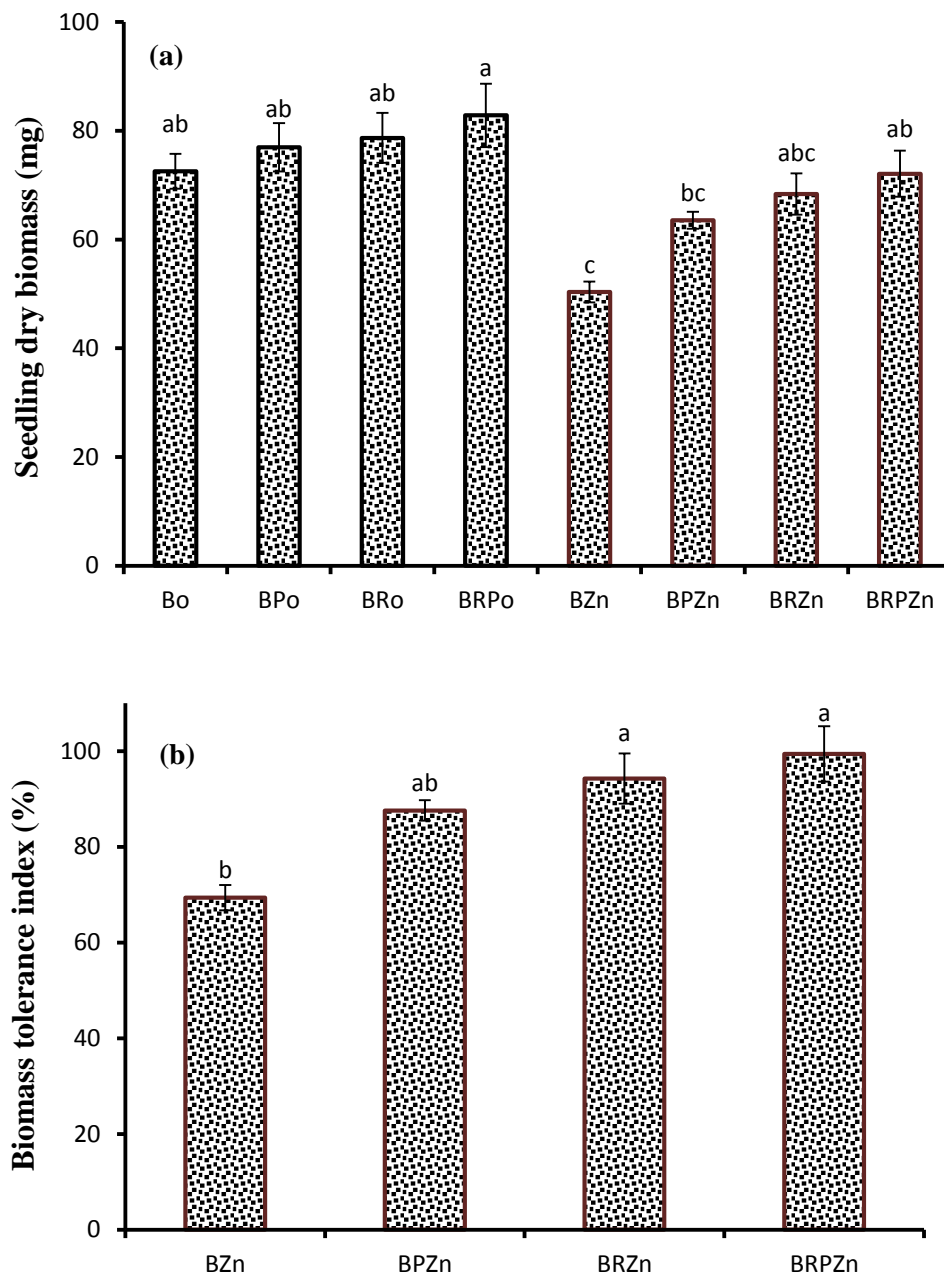 (a)
Seedling dry biomass (mg)
100
80
60
40
20
0
ab
ab
ab
a
c
bc
abc
ab
Bo BPo BRo BRPo BZn BPZn BRZn BRPZn
(b)
Biomass tolerance index (%)
100
80
60
40
20
0
b
ab
a
a
BZn BPZn BRZn BRPZn